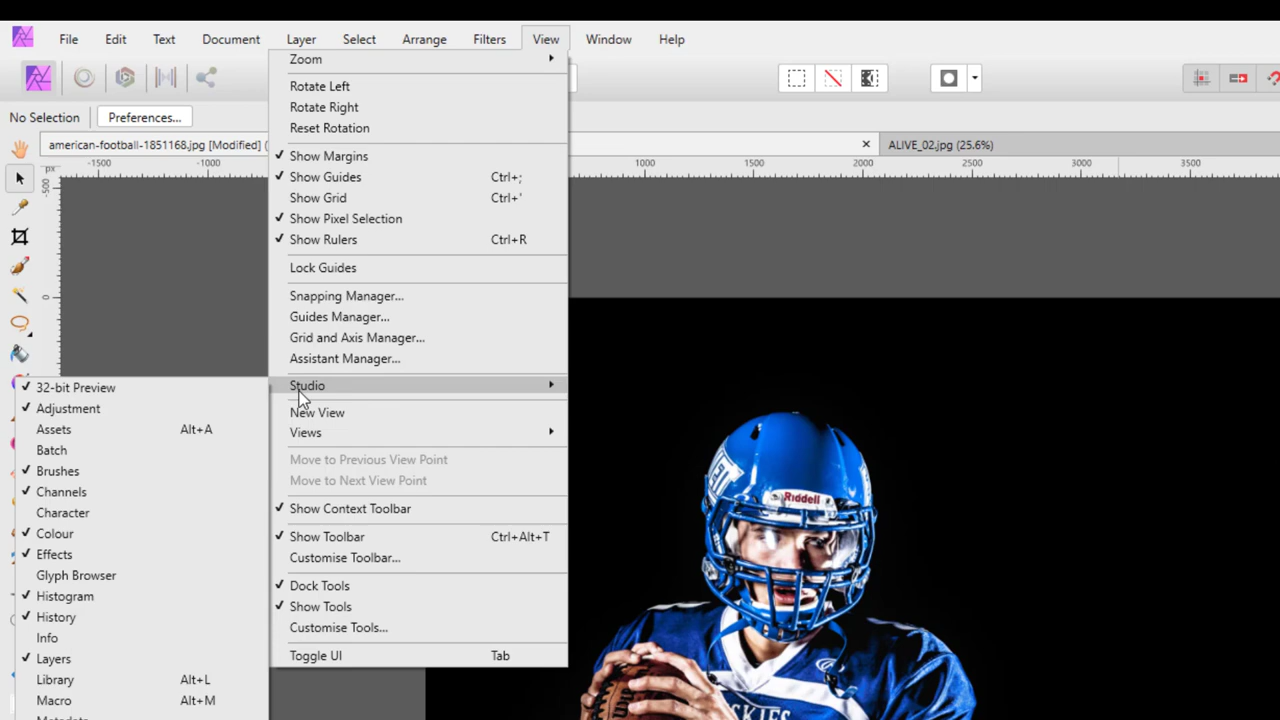 File Edit Text Document Layer Select Arrange Filters View Window Help
No Selection Preferences...
american-football-1851168.jpg [Modified] (
ALIVE_02.jpg (25.6%)
px -1500 -1000 1000 1500 2000 2500 3000 3500
-500
0
Zoom
Rotate Left
Rotate Right
Reset Rotation
Show Margins
Show Guides Ctrl+;
Show Grid Ctrl+'
Show Pixel Selection
Show Rulers Ctrl+R
Lock Guides
Snapping Manager...
Guides Manager...
Grid and Axis Manager...
Assistant Manager...
Studio
New View
Views
Move to Previous View Point
Move to Next View Point
Show Context Toolbar
Show Toolbar Ctrl+Alt+T
Customise Toolbar...
Dock Tools
Show Tools
Customise Tools...
Toggle UI Tab
32-bit Preview
Adjustment
Assets Alt+A
Batch
Brushes
Channels
Character
Colour
Effects
Glyph Browser
Histogram
History
Info
Layers
Library Alt+L
Macro Alt+M
Metadata
Riddell
SKIES